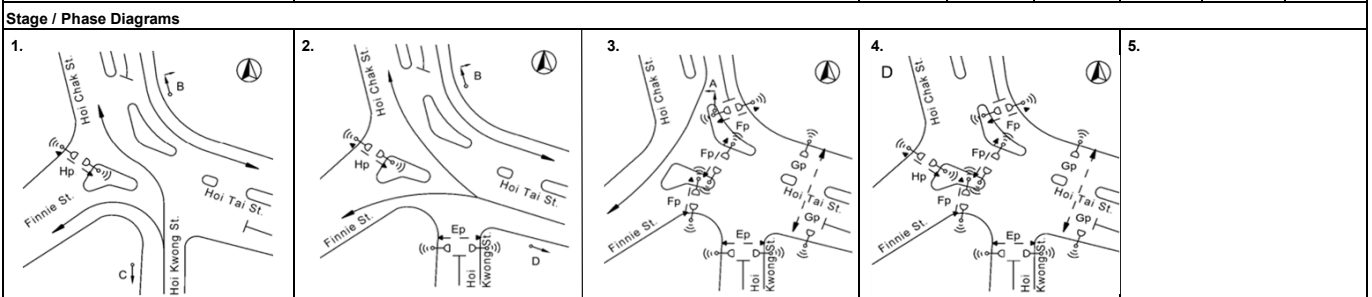 Stage / Phase Diagrams
1.
Hoi Chak St.
B
Hp
Finnie St.
Hoi Tai St.
C
Hoi Kwong St.
2.
Hoi Chak St.
B
Hp
Finnie St.
Hoi Tai St.
Ep
D
Hoi
Kwong St.
3.
Hoi Chak St.
A
Fp
Fp
Gp
Hoi Tai St.
Fp
Gp
Finnie St.
Ep
Hoi
Kwong St.
4.
D
Hoi Chak St.
Fp
Fp
Gp
Hp
Hoi Tai St.
Fp
Gp
Finnie St.
Ep
Hoi
Kwong St.
5.